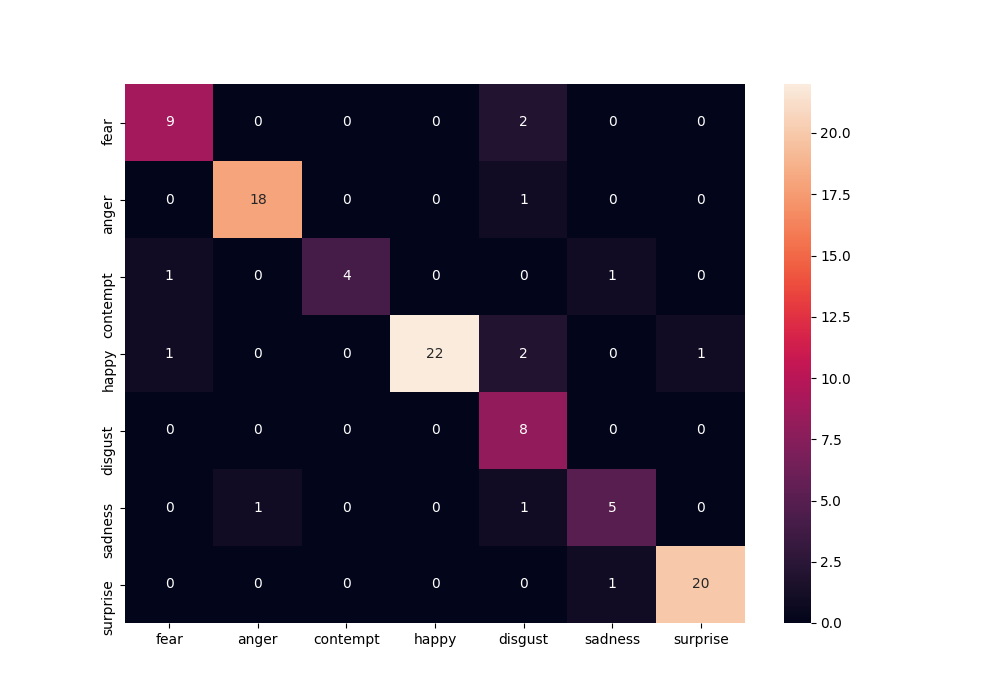 fear 9 0 0 0 2 0 0
anger 0 18 0 0 1 0 0
contempt 1 0 4 0 0 1 0
happy 1 0 0 22 2 0 1
disgust 0 0 0 0 8 0 0
sadness 0 1 0 0 1 5 0
surprise 0 0 0 0 0 1 20
fear anger contempt happy disgust sadness surprise
20.0
17.5
15.0
12.5
10.0
7.5
5.0
2.5
0.0